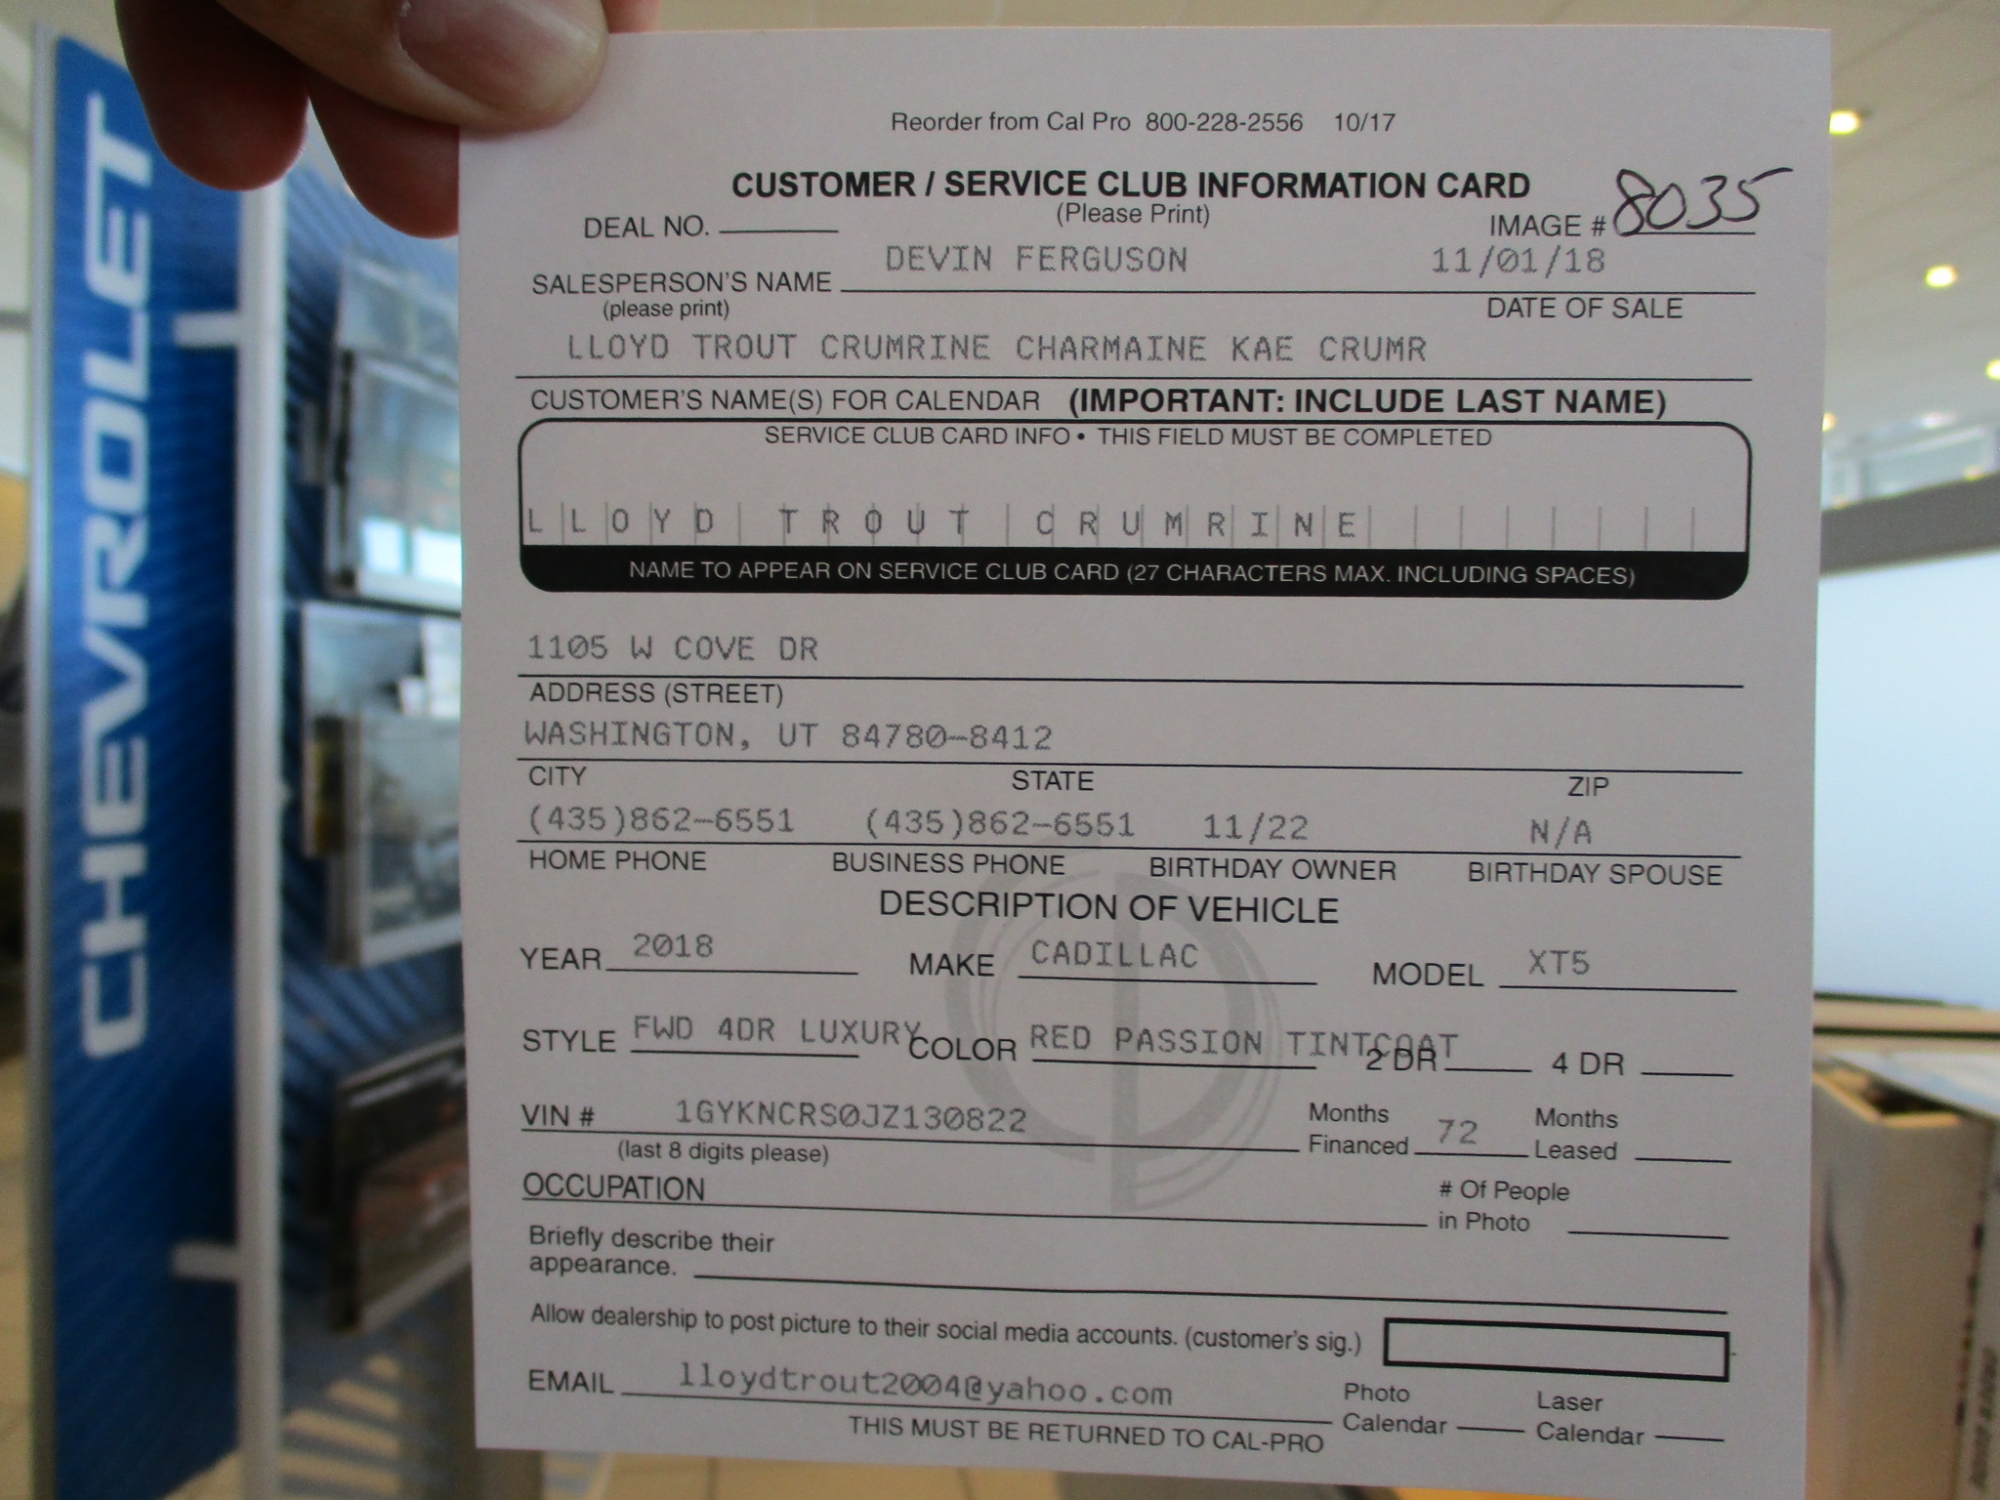 CHEVROLET
Reorder from Cal Pro 800-228-2556 10/17
CUSTOMER / SERVICE CLUB INFORMATION CARD
(Please Print)
DEAL NO. IMAGE # 8035
DEVIN FERGUSON 11/01/18
SALESPERSON'S NAME
(please print) DATE OF SALE
LLOYD TROUT CRUMRINE CHARMAINE KAE CRUMR
CUSTOMER'S NAME(S) FOR CALENDAR (IMPORTANT: INCLUDE LAST NAME)
SERVICE CLUB CARD INFO • THIS FIELD MUST BE COMPLETED
LLOYD TROUT CRUMRINE
NAME TO APPEAR ON SERVICE CLUB CARD (27 CHARACTERS MAX. INCLUDING SPACES)
1105 W COVE DR
ADDRESS (STREET)
WASHINGTON, UT 84780-8412
CITY STATE ZIP
(435)862-6551 (435)862-6551 11/22 N/A
HOME PHONE BUSINESS PHONE BIRTHDAY OWNER BIRTHDAY SPOUSE
DESCRIPTION OF VEHICLE
YEAR 2018 MAKE CADILLAC MODEL XT5
STYLE FWD 4DR LUXURY COLOR RED PASSION TINTCOAT 2 DR 4 DR
VIN # 1GYKNCRS0JZ130822 Months Financed 72 Months Leased
(last 8 digits please)
OCCUPATION # Of People in Photo
Briefly describe their
appearance.
Allow dealership to post picture to their social media accounts. (customer's sig.)
EMAIL lloydtrout2004@yahoo.com Photo Calendar Laser Calendar
THIS MUST BE RETURNED TO CAL-PRO